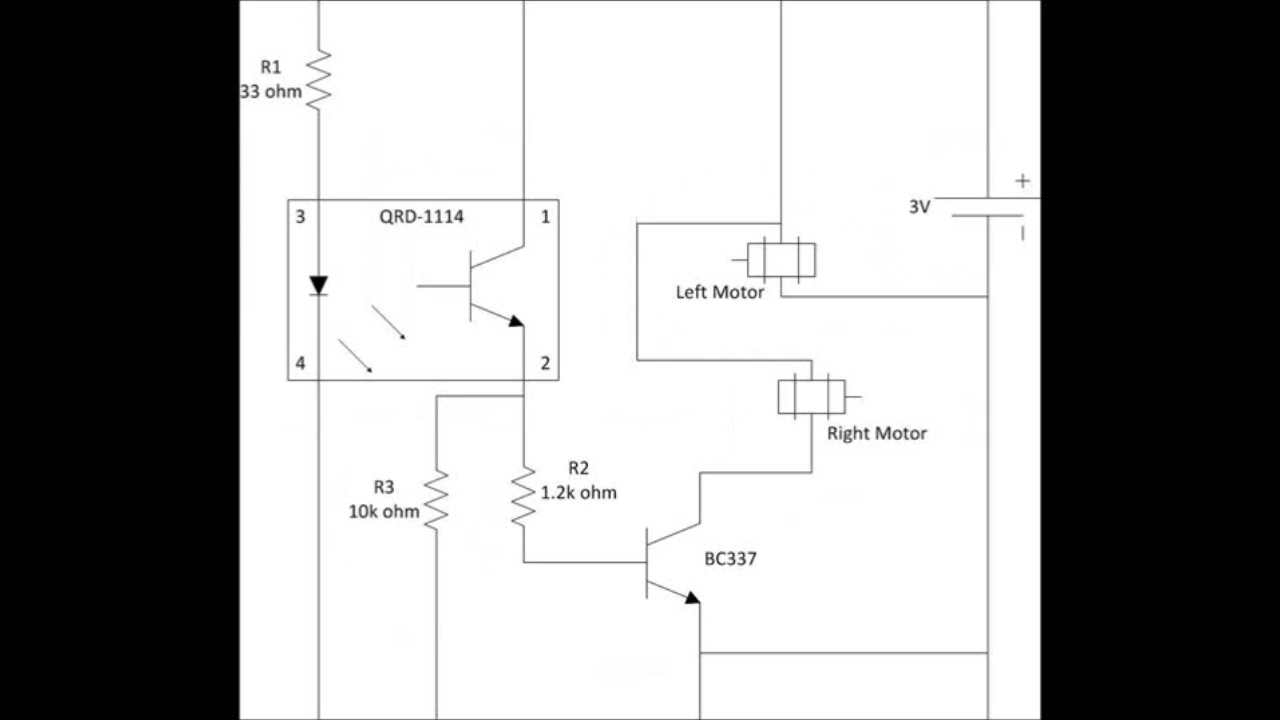 R1
33 ohm
3
QRD-1114
1
+
3V
-
Left Motor
4
2
Right Motor
R2
1.2k ohm
R3
10k ohm
BC337